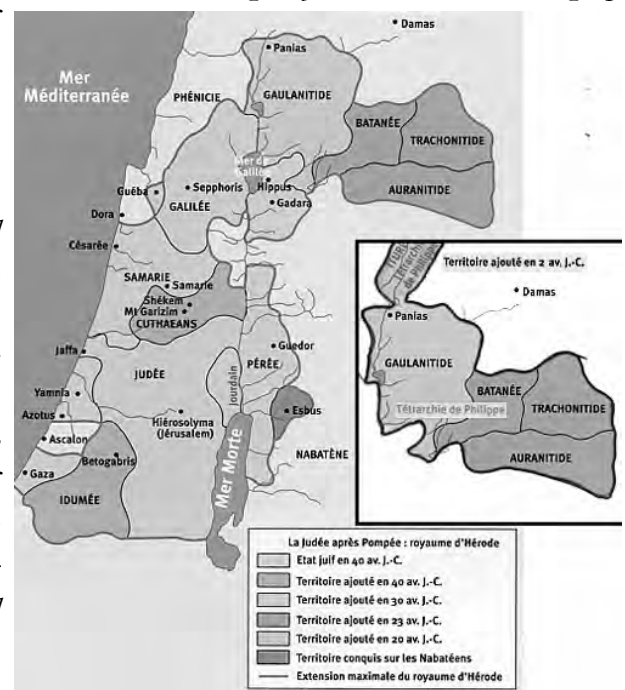 Damas
Panias
Mer
Méditerranée
PHÉNICIE
GAULANITIDE
BATANÉE
TRACHONITIDE
Mer de
Galilée
Guéba
Sepphoris
Hippus
AURANITIDE
GALILÉE
Gadara
Dora
Césarée
SAMARIE
Samarie
Shékem
Mt Garizim
CUTHAEANS
Jaffa
Guedor
JUDÉE
PÉRÉE
Jourdain
Yamnia
Hiérosolyma
(Jérusalem)
Esbus
Azotus
Ascalon
Mer Morte
NABATÈNE
Gaza
Betogabris
IDUMÉE
Tétrarchie
de Philippe
Territoire ajouté en 2 av. J.-C.
Damas
Panias
GAULANITIDE
BATANÉE
TRACHONITIDE
Tétrarchie de Philippe
AURANITIDE
La Judée après Pompée : royaume d'Hérode
Etat juif en 40 av. J.-C.
Territoire ajouté en 40 av. J.-C.
Territoire ajouté en 30 av. J.-C.
Territoire ajouté en 23 av. J.-C.
Territoire ajouté en 20 av. J.-C.
Territoire conquis sur les Nabatéens
Extension maximale du royaume d'Hérode